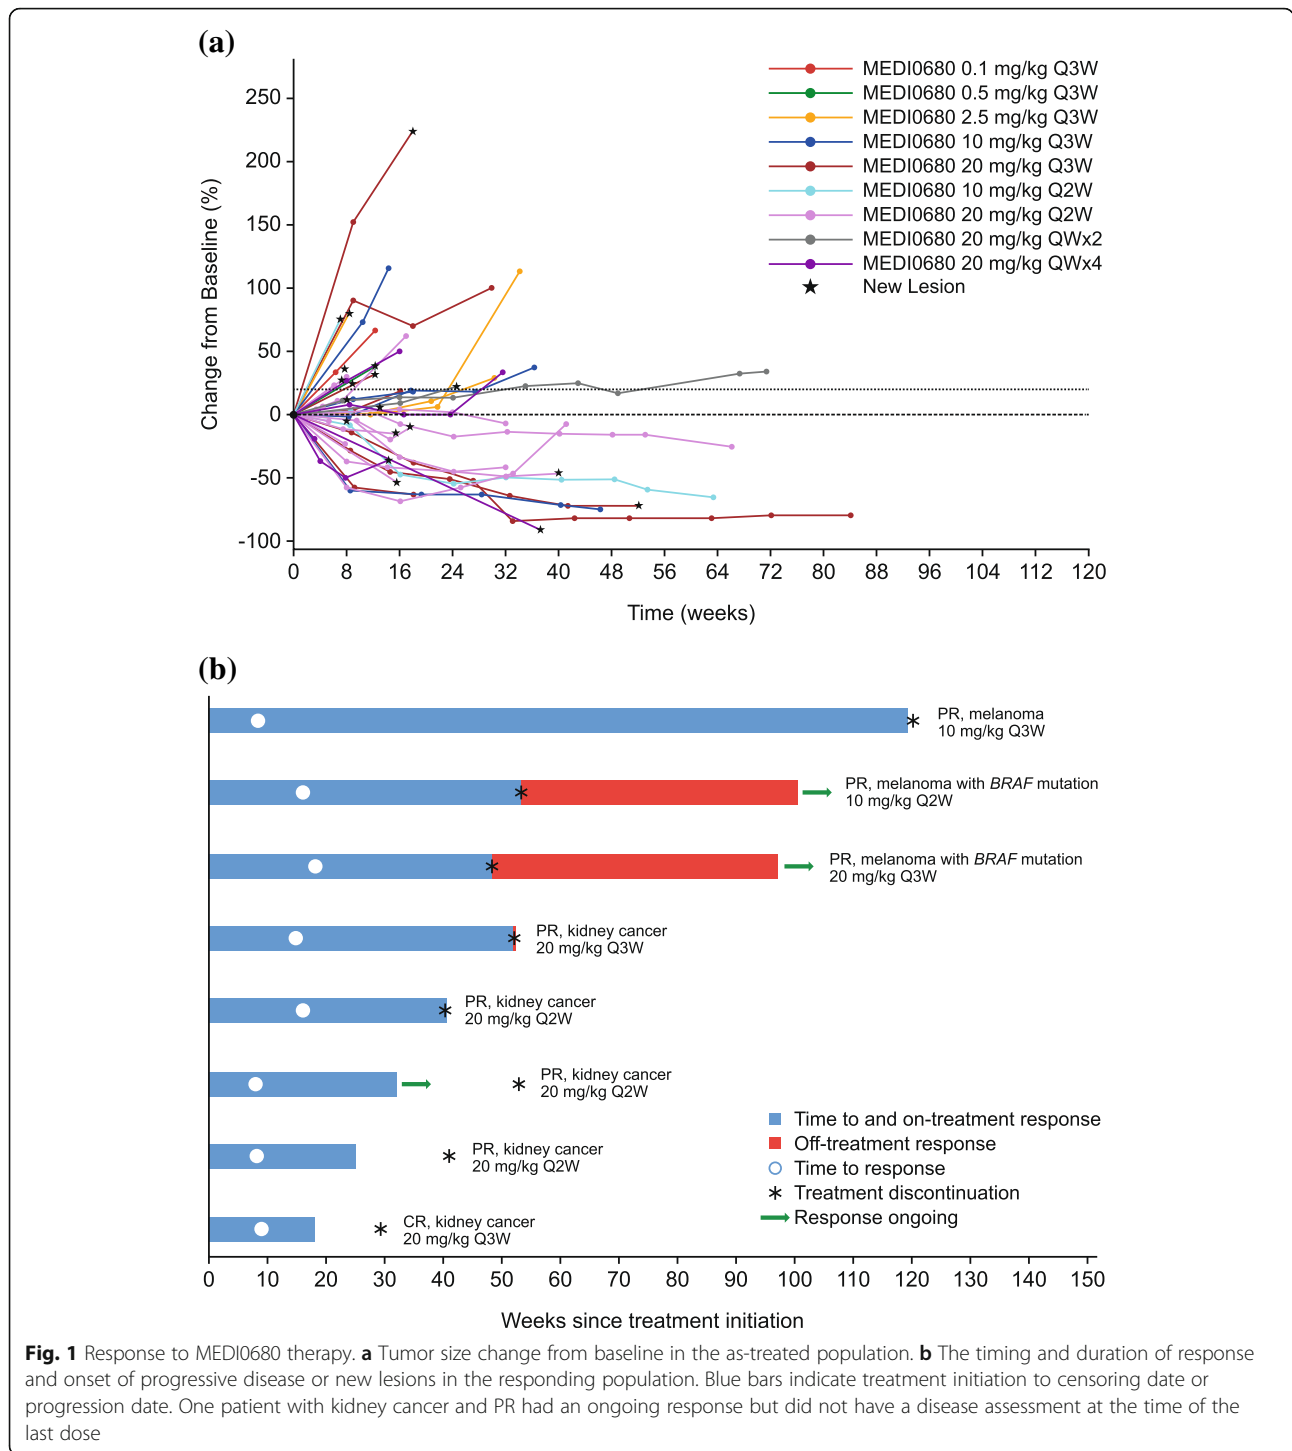 (a)
MEDI0680 0.1 mg/kg Q3W
MEDI0680 0.5 mg/kg Q3W
MEDI0680 2.5 mg/kg Q3W
MEDI0680 10 mg/kg Q3W
MEDI0680 20 mg/kg Q3W
MEDI0680 10 mg/kg Q2W
MEDI0680 20 mg/kg Q2W
MEDI0680 20 mg/kg QWx2
MEDI0680 20 mg/kg QWx4
New Lesion
Change from Baseline (%)
250
200
150
100
50
0
-50
-100
0 8 16 24 32 40 48 56 64 72 80 88 96 104 112 120
Time (weeks)
(b)
PR, melanoma
10 mg/kg Q3W
PR, melanoma with BRAF mutation
10 mg/kg Q2W
PR, melanoma with BRAF mutation
20 mg/kg Q3W
PR, kidney cancer
20 mg/kg Q3W
PR, kidney cancer
20 mg/kg Q2W
PR, kidney cancer
20 mg/kg Q2W
PR, kidney cancer
20 mg/kg Q2W
CR, kidney cancer
20 mg/kg Q3W
Time to and on-treatment response
Off-treatment response
Time to response
Treatment discontinuation
Response ongoing
0 10 20 30 40 50 60 70 80 90 100 110 120 130 140 150
Weeks since treatment initiation
Fig. 1 Response to MEDI0680 therapy. a Tumor size change from baseline in the as-treated population. b The timing and duration of response
and onset of progressive disease or new lesions in the responding population. Blue bars indicate treatment initiation to censoring date or
progression date. One patient with kidney cancer and PR had an ongoing response but did not have a disease assessment at the time of the
last dose